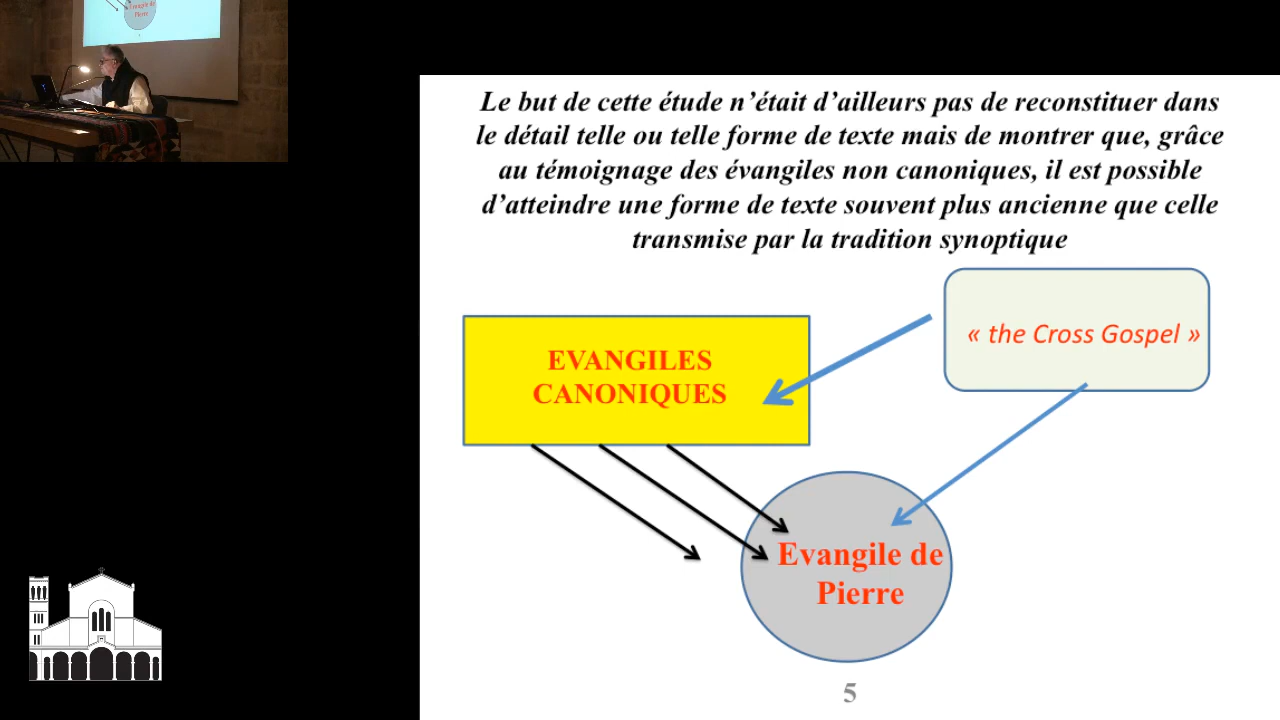 Evangile de
Pierre
Le but de cette étude n'était d'ailleurs pas de reconstituer dans
le détail telle ou telle forme de texte mais de montrer que, grâce
au témoignage des évangiles non canoniques, il est possible
d'atteindre une forme de texte souvent plus ancienne que celle
transmise par la tradition synoptique
« the Cross Gospel »
EVANGILES
CANONIQUES
Evangile de
Pierre
5